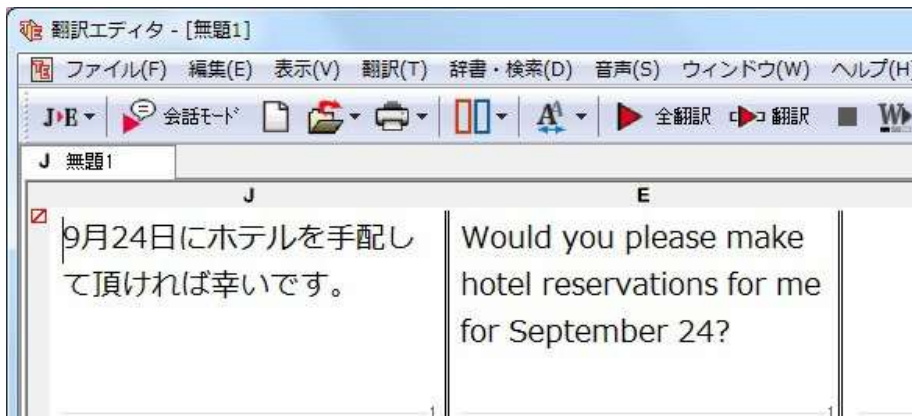 翻訳エディタ - [無題1]
ファイル(F) 編集(E) 表示(V) 翻訳(T) 辞書・検索(D) 音声(S) ウィンドウ(W) ヘルプ(H)
J▸E 会話モード 全翻訳 翻訳 W
J 無題1
J E
9月24日にホテルを手配し
て頂ければ幸いです。
Would you please make
hotel reservations for me
for September 24?
1 1